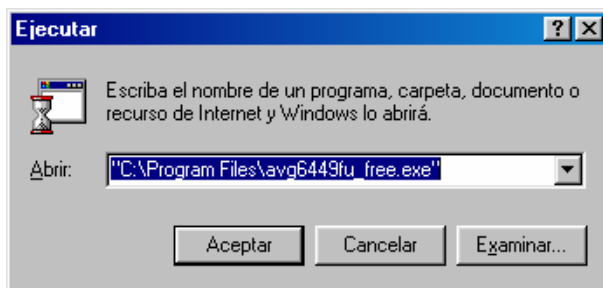 Ejecutar
Escriba el nombre de un programa, carpeta, documento o
recurso de Internet y Windows lo abrirá.
Abrir: "C:\Program Files\avg6449fu_free.exe"
Aceptar Cancelar Examinar...